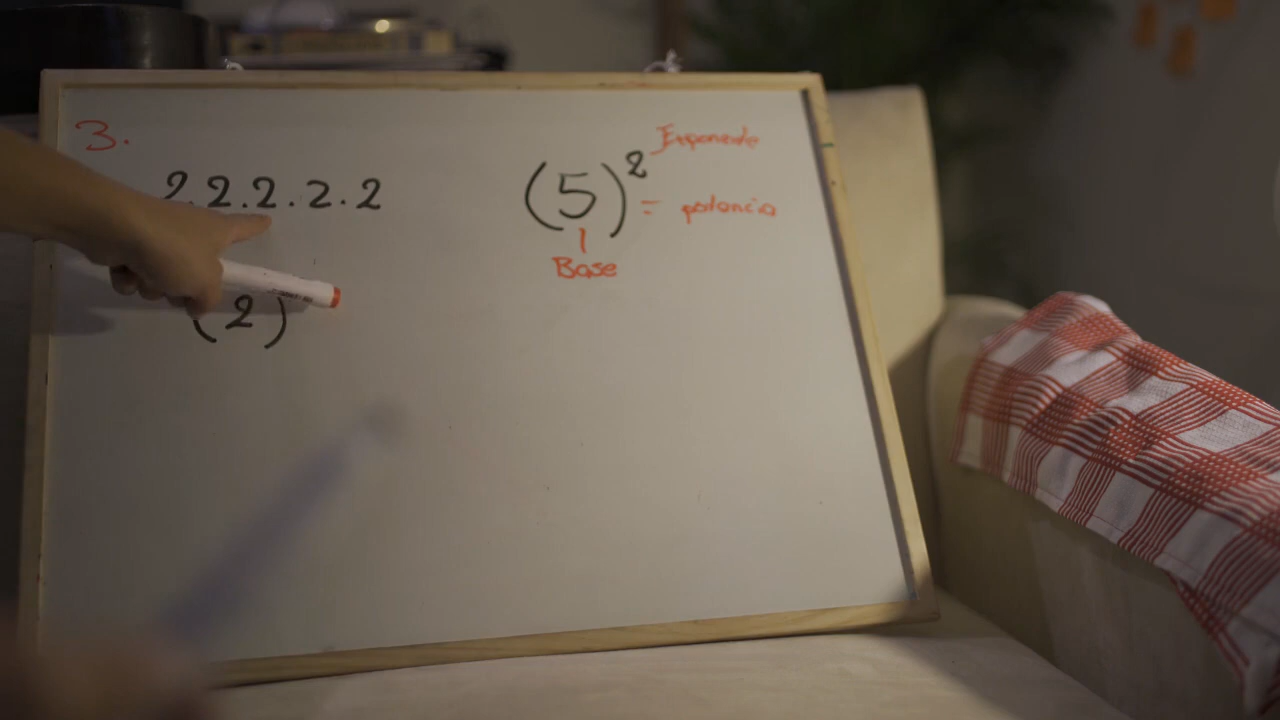 3.
2.2.2.2.2
(2)
(5)² = potencia
Exponente
Base